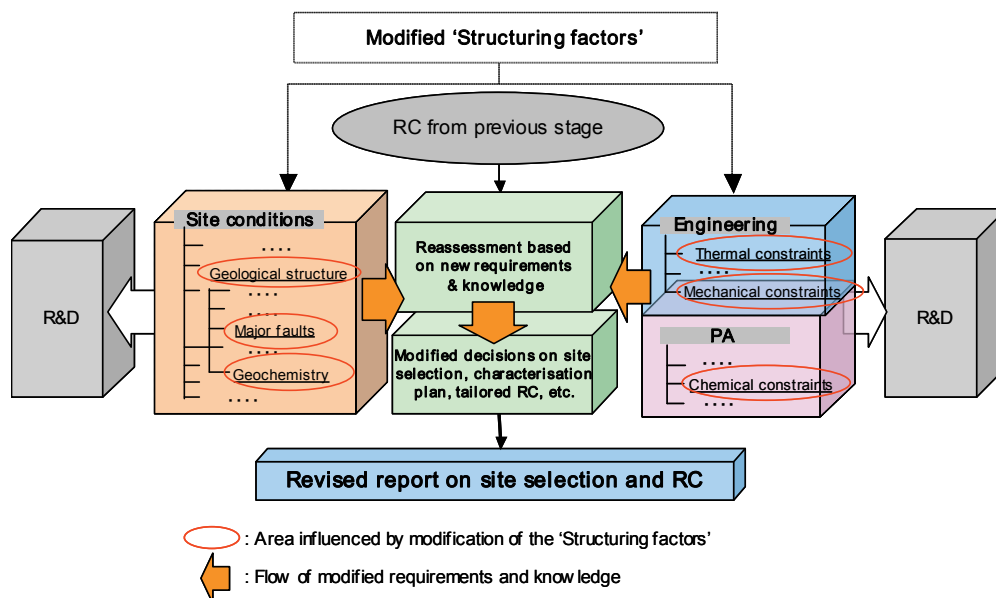 Modified ‘Structuring factors’
RC from previous stage
Site conditions
....
Geological structure
....
Major faults
....
Geochemistry
....
R&D
Reassessment based
on new requirements
& knowledge
Modified decisions on site
selection, characterisation
plan, tailored RC, etc.
Engineering
Thermal constraints
....
Mechanical constraints
PA
....
Chemical constraints
....
R&D
Revised report on site selection and RC
: Area influenced by modification of the ‘Structuring factors’
: Flow of modified requirements and knowledge